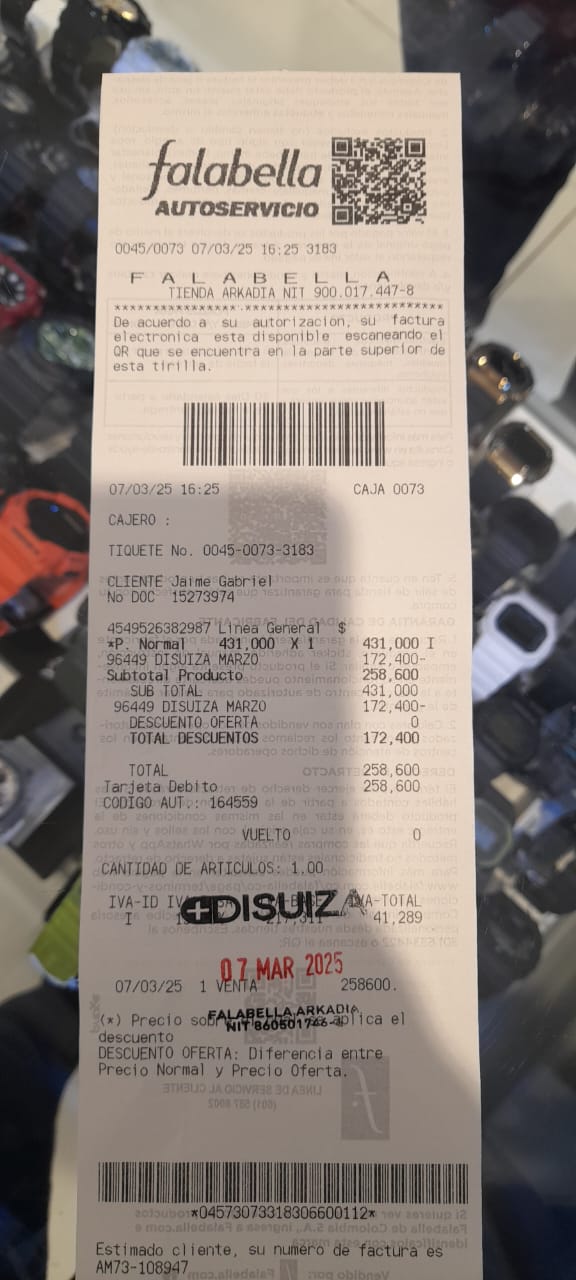 falabella
AUTOSERVICIO
0045/0073 07/03/25 16:25 3183
F A L A B E L L A
TIENDA ARKADIA NIT 900.017.447-8
De acuerdo a su autorizacion, su factura
electronica esta disponible escaneando el
QR que se encuentra en la parte superior de
esta tirilla.
07/03/25 16:25 CAJA 0073
CAJERO :
TIQUETE No. 0045-0073-3183
CLIENTE Jaime Gabriel
No DOC 15273974
4549526382987 Linea General $
*P. Normal 431,000 X 1 431,000 I
96449 DISUIZA MARZO 172,400-
Subtotal Producto 258,600
SUB TOTAL 431,000
96449 DISUIZA MARZO 172,400-
DESCUENTO OFERTA 0
TOTAL DESCUENTOS 172,400
TOTAL 258,600
Tarjeta Debito 258,600
CODIGO AUT.: 164559
VUELTO 0
CANTIDAD DE ARTICULOS: 1.00
IVA-ID
I 41,289
DISUIZA
07 MAR 2025
07/03/25 1 VENTA 258600.
FALABELLA ARKADIA
(*) Precio aplica el
descuento
DESCUENTO OFERTA: Diferencia entre
Precio Normal y Precio Oferta.
*04573073318306600112*
Estimado cliente, su numero de factura es
AM73-108947